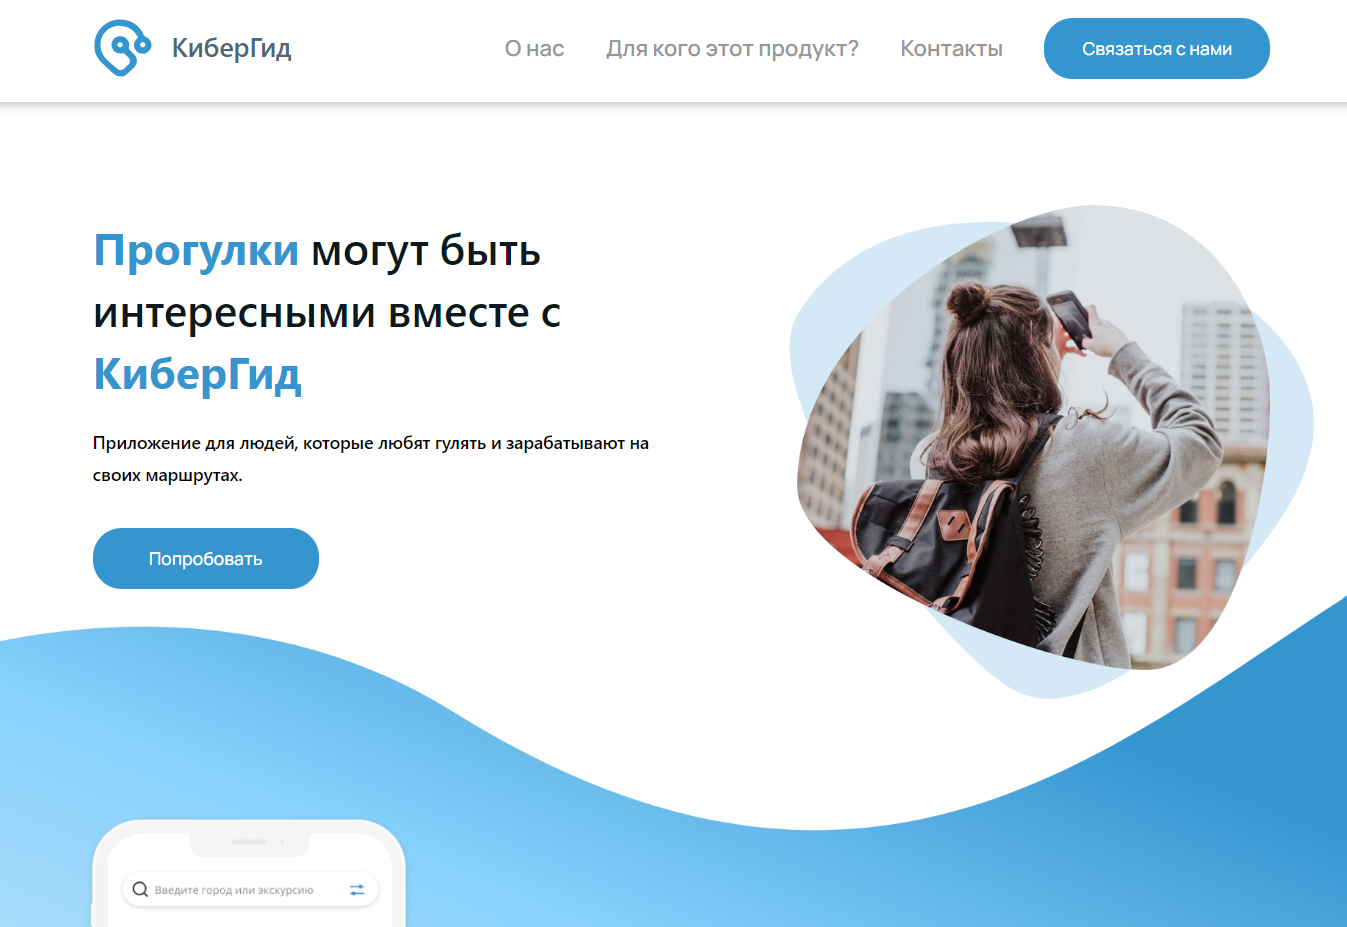 КиберГид
О нас
Для кого этот продукт?
Контакты
Связаться с нами
Прогулки могут быть
интересными вместе с
КиберГид
Приложение для людей, которые любят гулять и зарабатывают на
своих маршрутах.
Попробовать
Введите город или экскурсию